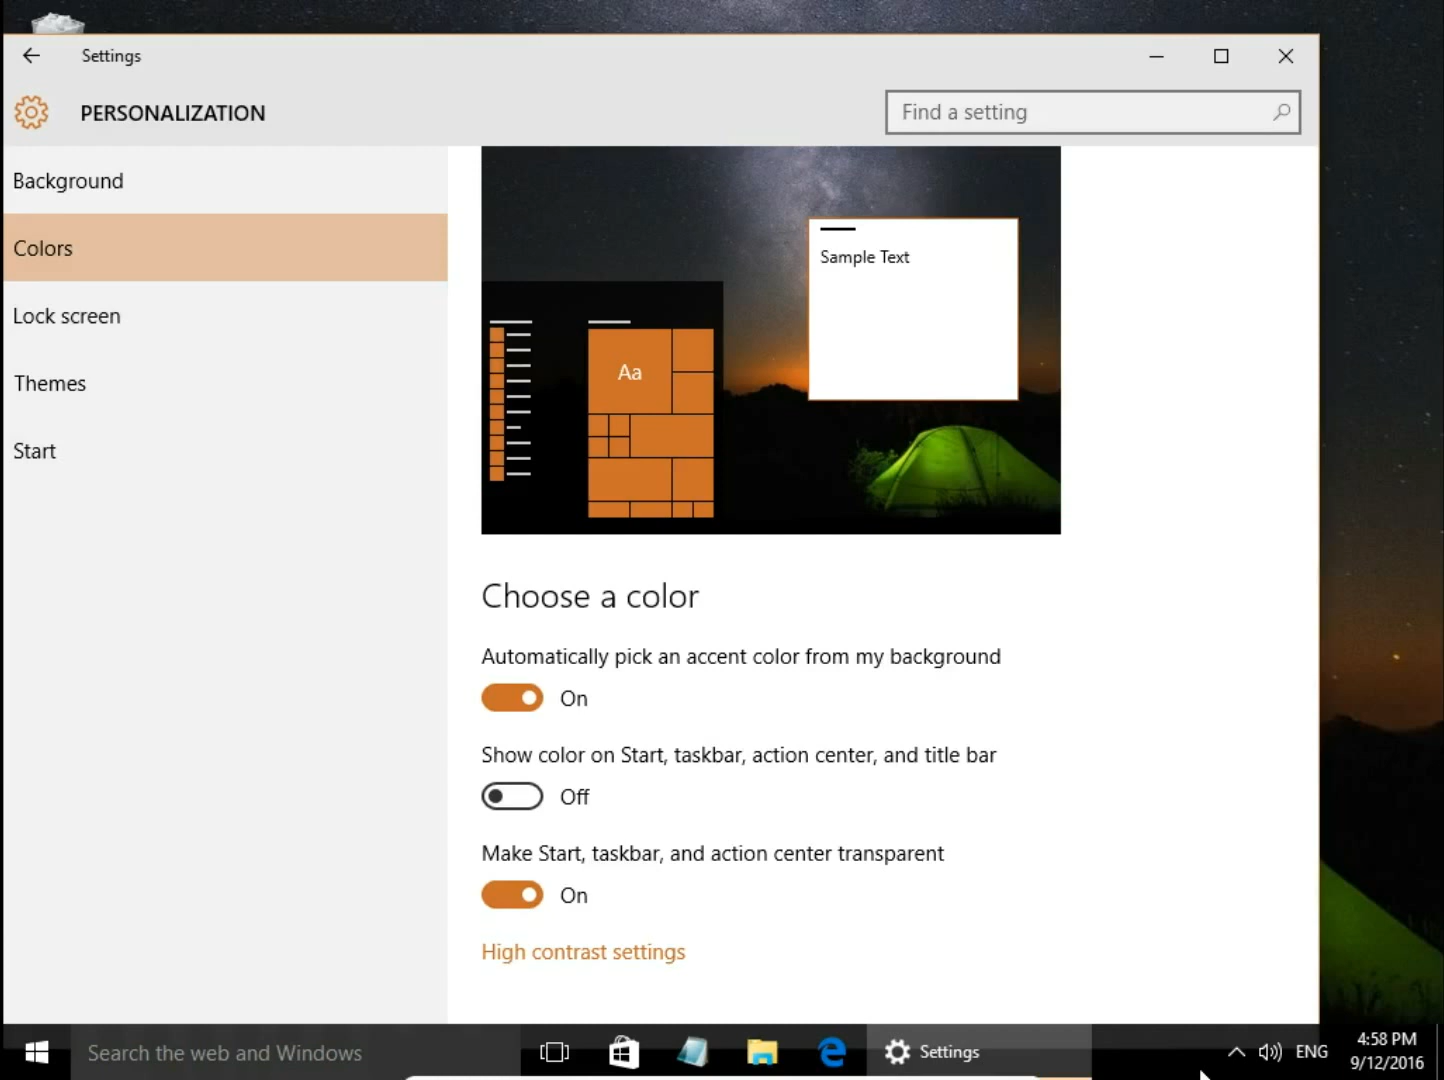 Settings
PERSONALIZATION
Find a setting
Background
Colors
Lock screen
Themes
Start
Sample Text
Aa
Choose a color
Automatically pick an accent color from my background
On
Show color on Start, taskbar, action center, and title bar
Off
Make Start, taskbar, and action center transparent
On
High contrast settings
Search the web and Windows
Settings
ENG
4:58 PM
9/12/2016